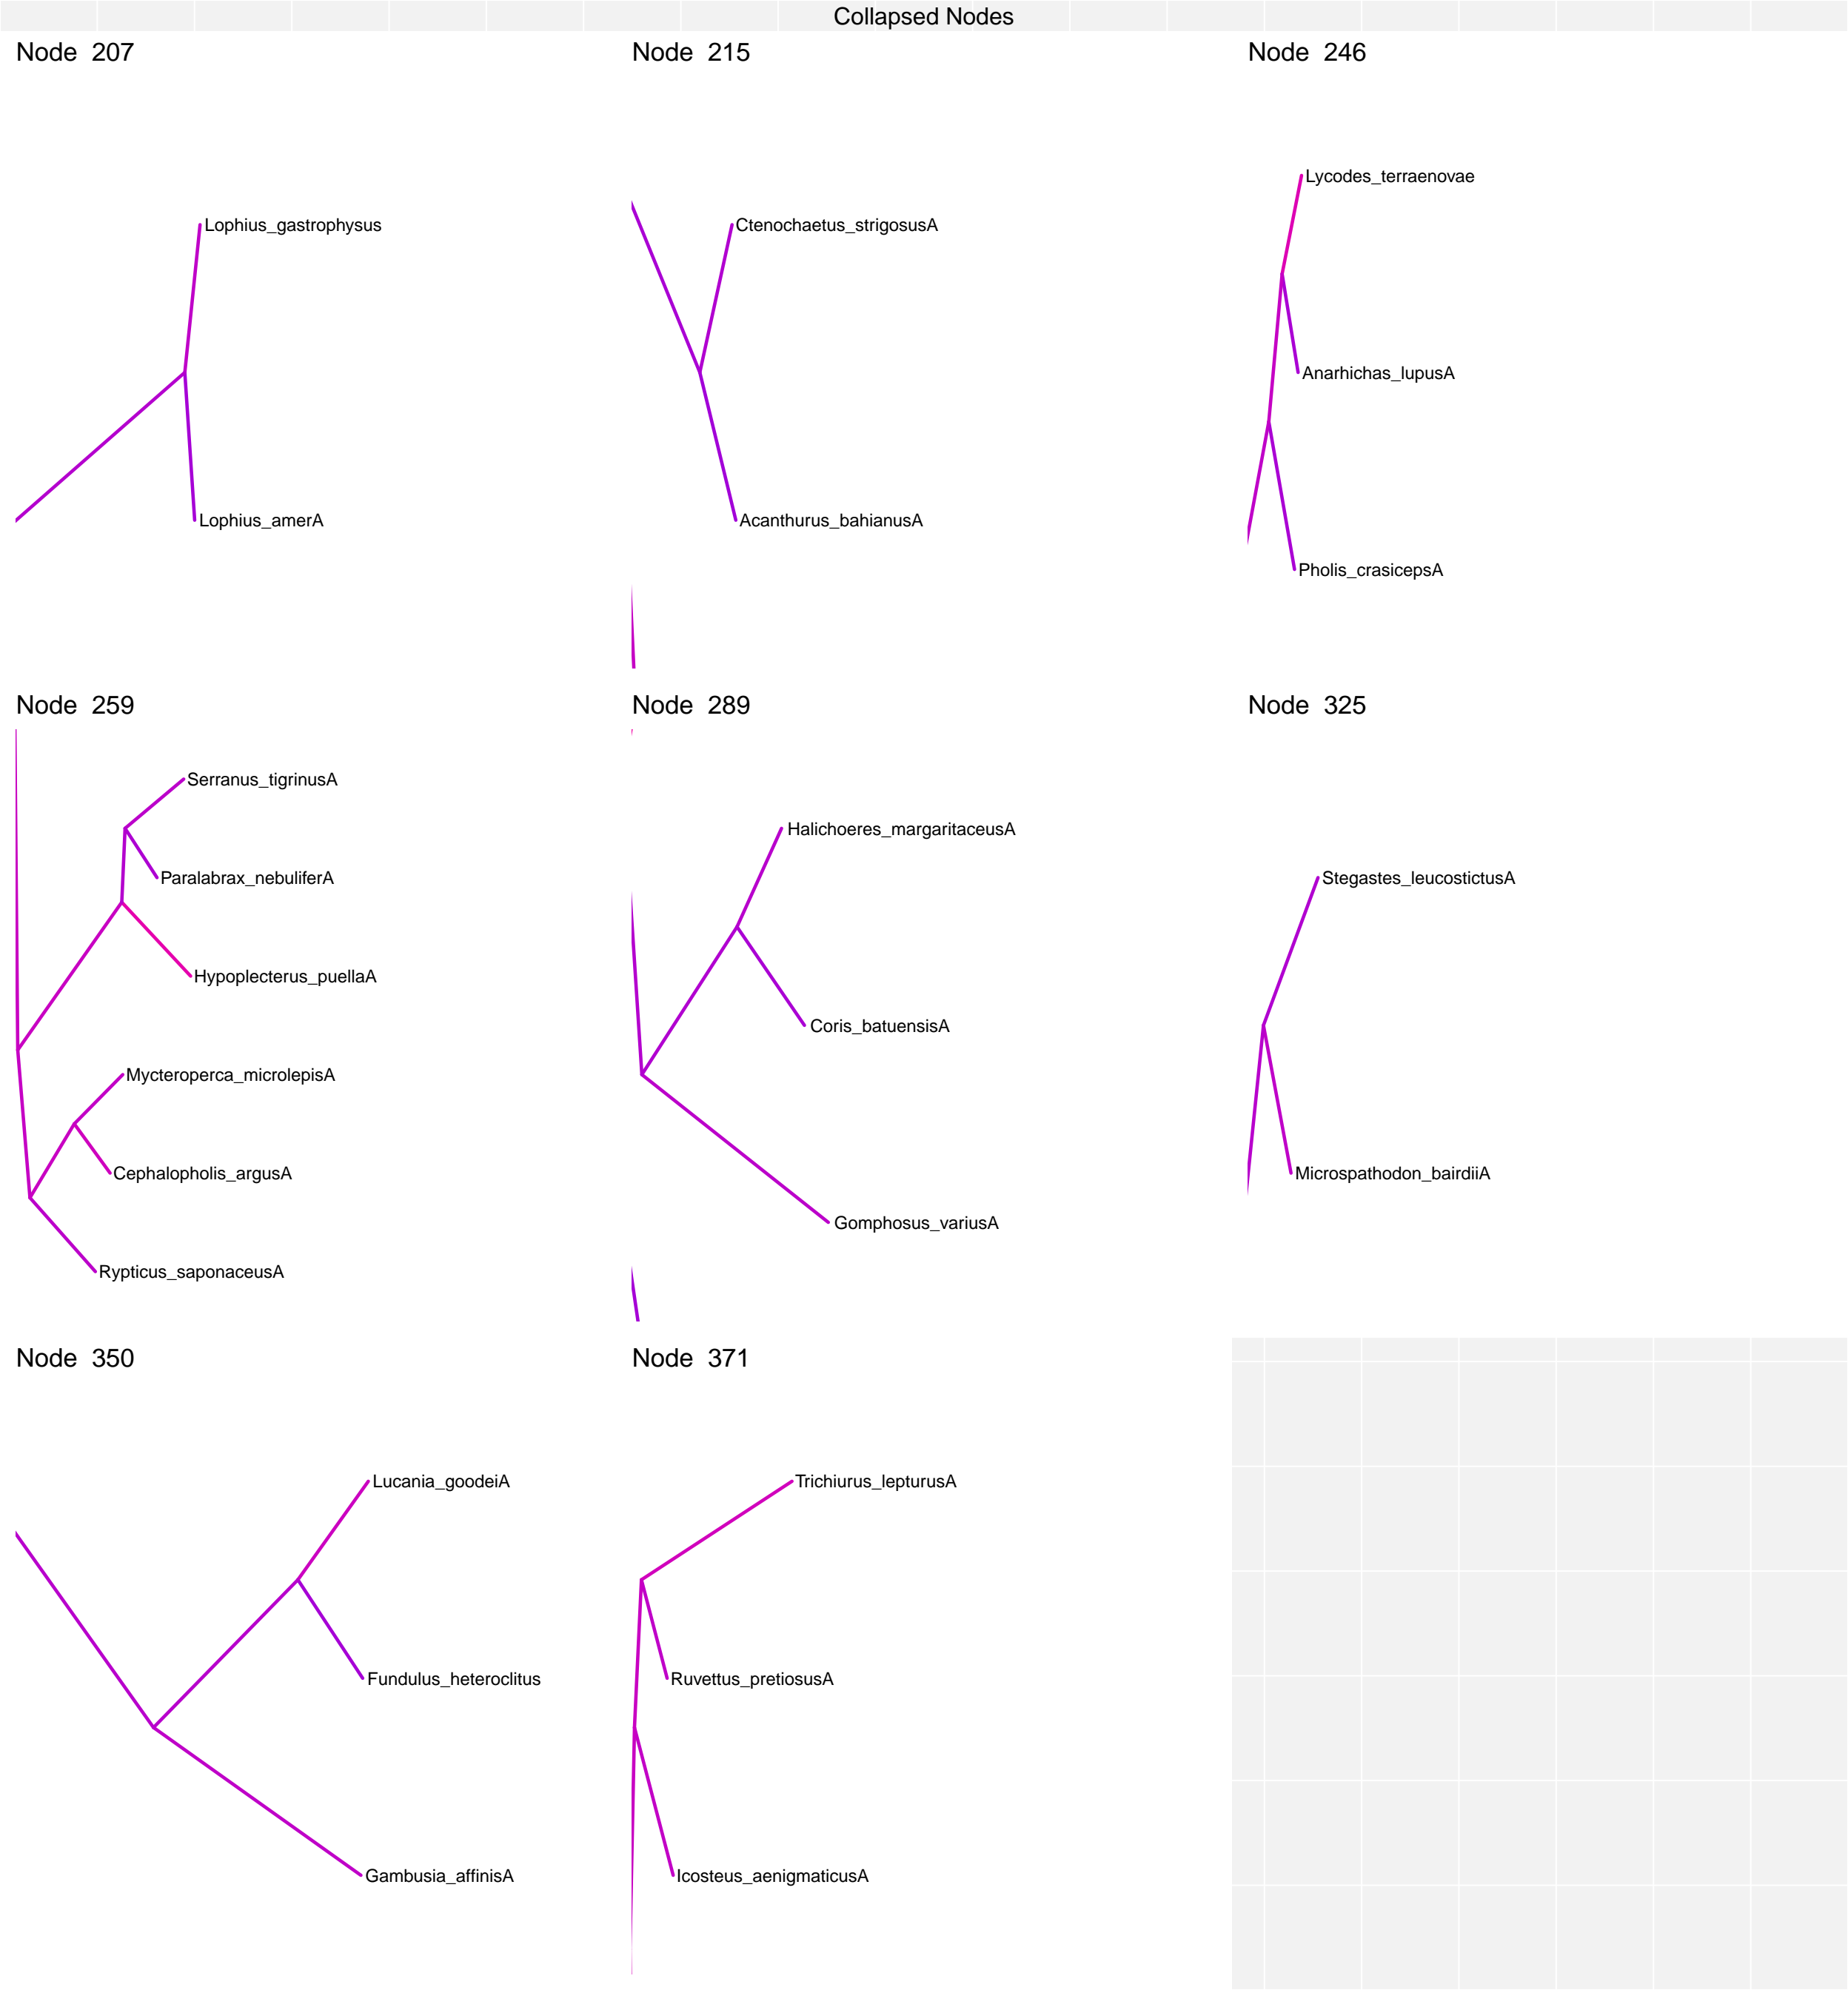 Collapsed Nodes
Node 207
Lophius_gastrophysus
Lophius_amerA
Node 215
Ctenochaetus_strigosusA
Acanthurus_bahianusA
Node 246
Lycodes_terraenovae
Anarhichas_lupusA
Pholis_crasicepsA
Node 259
Serranus_tigrinusA
Paralabrax_nebuliferA
Hypoplecterus_puellaA
Mycteroperca_microlepisA
Cephalopholis_argusA
Rypticus_saponaceusA
Node 289
Halichoeres_margaritaceusA
Coris_batuensisA
Gomphosus_variusA
Node 325
Stegastes_leucostictusA
Microspathodon_bairdiiA
Node 350
Lucania_goodeiA
Fundulus_heteroclitus
Gambusia_affinisA
Node 371
Trichiurus_lepturusA
Ruvettus_pretiosusA
Icosteus_aenigmaticusA